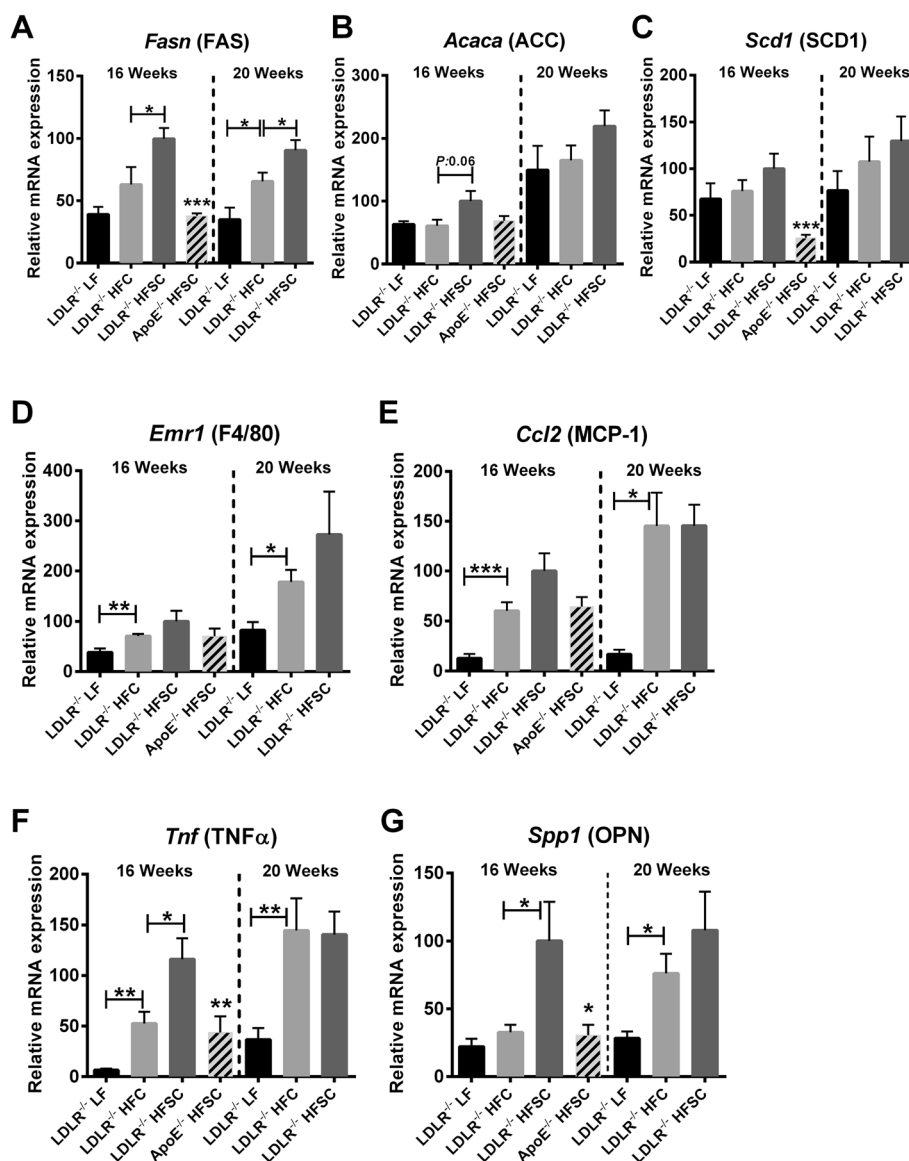 A
Fasn (FAS)
16 Weeks
20 Weeks
Relative mRNA expression
150
100
50
0
*
***
*
*
LDLR-/- LF
LDLR-/- HFC
LDLR-/- HFSC
ApoE-/- HFSC
LDLR-/- LF
LDLR-/- HFC
LDLR-/- HFSC
B
Acaca (ACC)
16 Weeks
20 Weeks
Relative mRNA expression
300
200
100
0
P:0.06
LDLR-/- LF
LDLR-/- HFC
LDLR-/- HFSC
ApoE-/- HFSC
LDLR-/- LF
LDLR-/- HFC
LDLR-/- HFSC
C
Scd1 (SCD1)
16 Weeks
20 Weeks
Relative mRNA expression
200
150
100
50
0
***
LDLR-/- LF
LDLR-/- HFC
LDLR-/- HFSC
ApoE-/- HFSC
LDLR-/- LF
LDLR-/- HFC
LDLR-/- HFSC
D
Emr1 (F4/80)
16 Weeks
20 Weeks
Relative mRNA expression
400
300
200
100
0
**
*
LDLR-/- LF
LDLR-/- HFC
LDLR-/- HFSC
ApoE-/- HFSC
LDLR-/- LF
LDLR-/- HFC
LDLR-/- HFSC
E
Ccl2 (MCP-1)
16 Weeks
20 Weeks
Relative mRNA expression
200
150
100
50
0
***
*
LDLR-/- LF
LDLR-/- HFC
LDLR-/- HFSC
ApoE-/- HFSC
LDLR-/- LF
LDLR-/- HFC
LDLR-/- HFSC
F
Tnf (TNFα)
16 Weeks
20 Weeks
Relative mRNA expression
200
150
100
50
0
**
*
**
**
LDLR-/- LF
LDLR-/- HFC
LDLR-/- HFSC
ApoE-/- HFSC
LDLR-/- LF
LDLR-/- HFC
LDLR-/- HFSC
G
Spp1 (OPN)
16 Weeks
20 Weeks
Relative mRNA expression
150
100
50
0
*
*
*
LDLR-/- LF
LDLR-/- HFC
LDLR-/- HFSC
ApoE-/- HFSC
LDLR-/- LF
LDLR-/- HFC
LDLR-/- HFSC